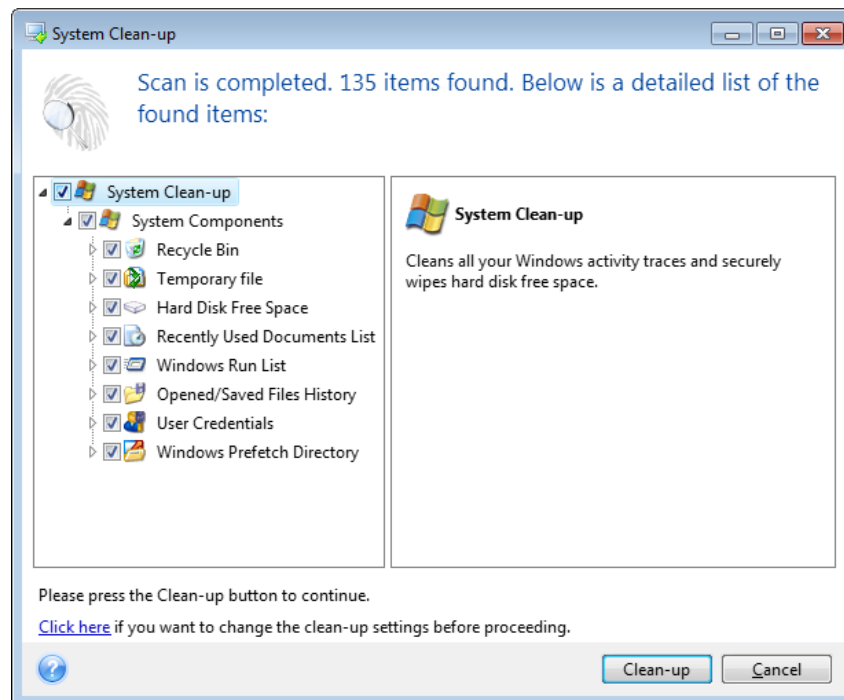 System Clean-up
Scan is completed. 135 items found. Below is a detailed list of the
found items:
System Clean-up
System Components
Recycle Bin
Temporary file
Hard Disk Free Space
Recently Used Documents List
Windows Run List
Opened/Saved Files History
User Credentials
Windows Prefetch Directory
System Clean-up
Cleans all your Windows activity traces and securely
wipes hard disk free space.
Please press the Clean-up button to continue.
Click here if you want to change the clean-up settings before proceeding.
Clean-up
Cancel